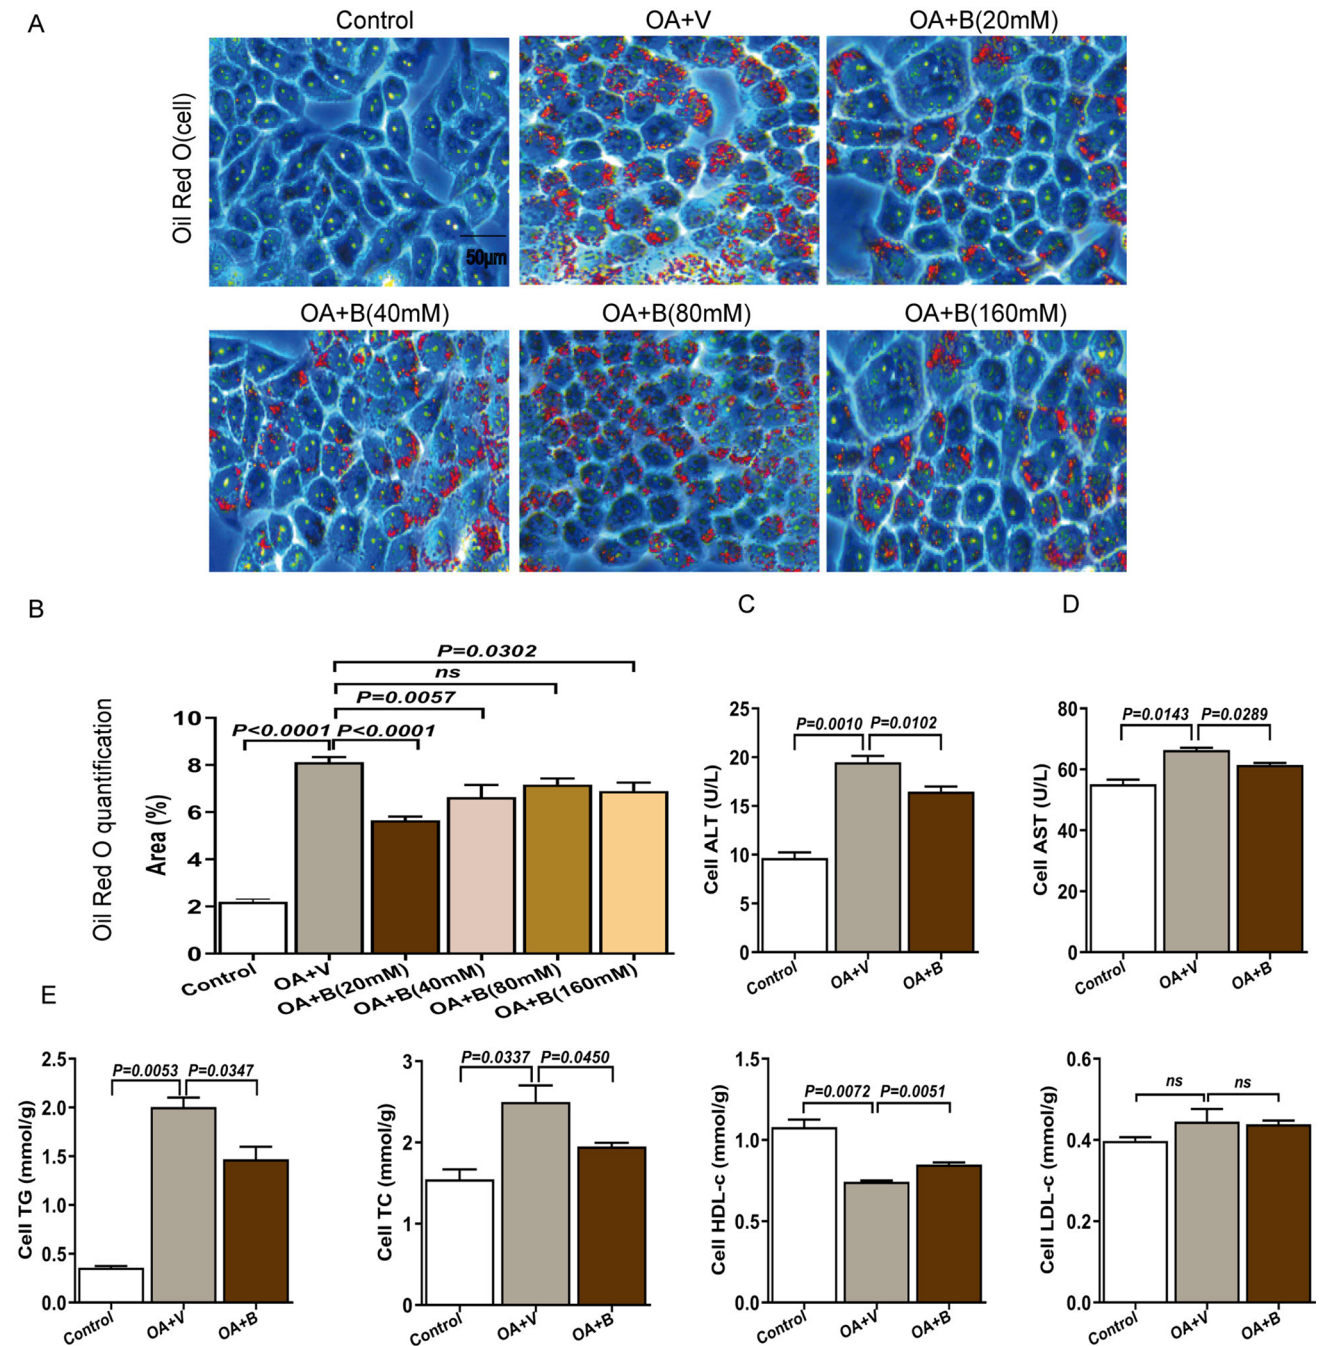 A
Control
OA+V
OA+B(20mM)
Oil Red O(cell)
50μm
OA+B(40mM)
OA+B(80mM)
OA+B(160mM)
B
Oil Red O quantification
Area (%)
10
8
6
4
2
0
P=0.0302
ns
P=0.0057
P<0.0001
P<0.0001
Control
OA+V
OA+B(20mM)
OA+B(40mM)
OA+B(80mM)
OA+B(160mM)
C
Cell ALT (U/L)
25
20
15
10
5
0
P=0.0010
P=0.0102
Control
OA+V
OA+B
D
Cell AST (U/L)
80
60
40
20
0
P=0.0143
P=0.0289
Control
OA+V
OA+B
E
Cell TG (mmol/g)
2.5
2.0
1.5
1.0
0.5
0.0
P=0.0053
P=0.0347
Control
OA+V
OA+B
Cell TC (mmol/g)
3
2
1
0
P=0.0337
P=0.0450
Control
OA+V
OA+B
Cell HDL-c (mmol/g)
1.5
1.0
0.5
0.0
P=0.0072
P=0.0051
Control
OA+V
OA+B
Cell LDL-c (mmol/g)
0.6
0.4
0.2
0.0
ns
ns
Control
OA+V
OA+B